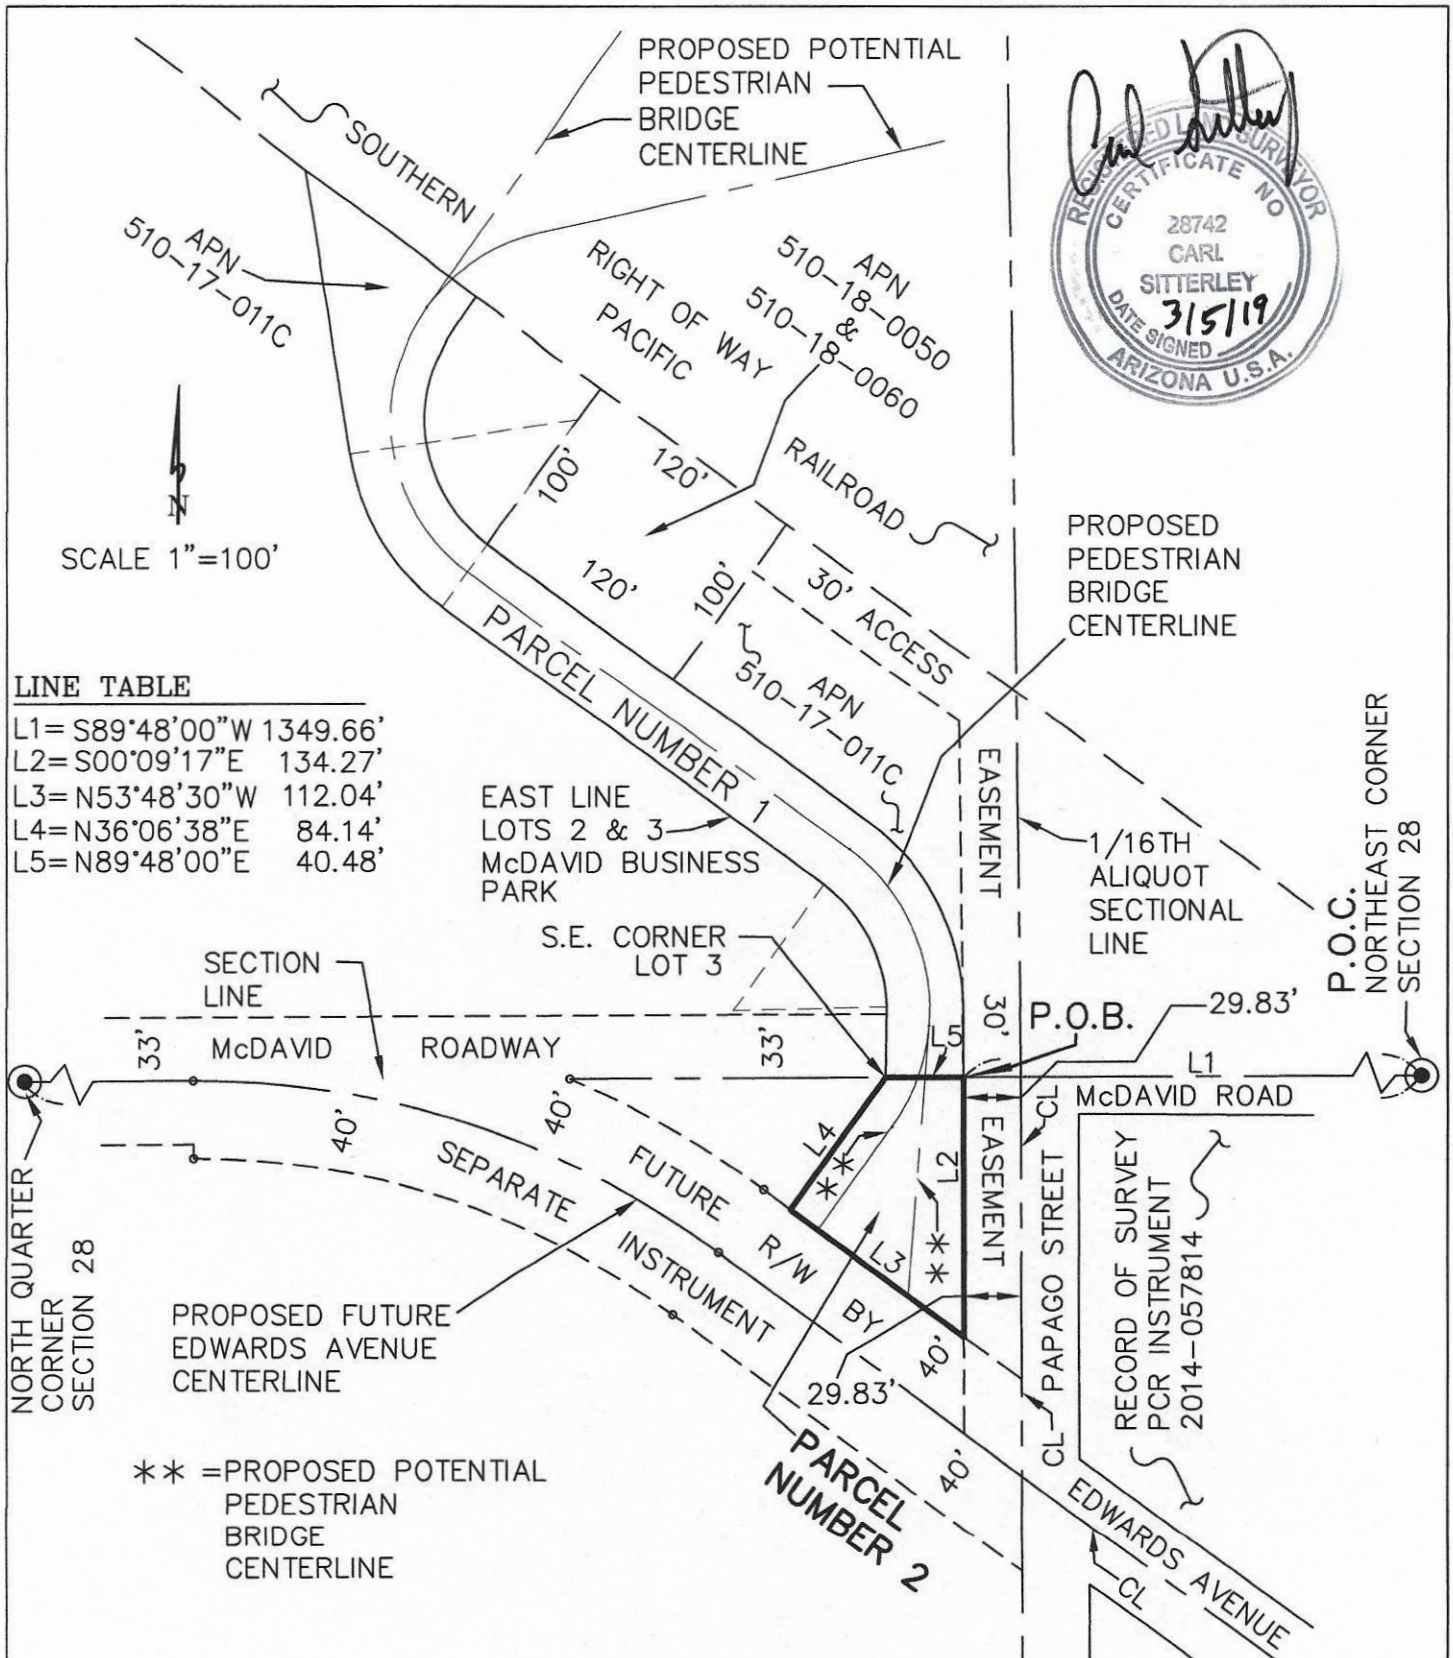 PROPOSED POTENTIAL
PEDESTRIAN
BRIDGE
CENTERLINE
SOUTHERN
APN
510-17-011C
RIGHT OF WAY
PACIFIC
APN
510-18-0050
&
510-18-0060
RAILROAD
REGISTERED LAND SURVEYOR
CERTIFICATE NO
28742
CARL
SITTERLEY
3/5/19
DATE SIGNED
ARIZONA U.S.A.
Carl Sitterley
N
SCALE 1"=100'
100'
120'
120'
100'
30' ACCESS
PROPOSED
PEDESTRIAN
BRIDGE
CENTERLINE
PARCEL NUMBER 1
APN
510-17-011C
LINE TABLE
L1= S89°48'00"W 1349.66'
L2= S00°09'17"E 134.27'
L3= N53°48'30"W 112.04'
L4= N36°06'38"E 84.14'
L5= N89°48'00"E 40.48'
EAST LINE
LOTS 2 & 3
McDAVID BUSINESS
PARK
EASEMENT
1/16TH
ALIQUOT
SECTIONAL
LINE
P.O.C.
NORTHEAST CORNER
SECTION 28
S.E. CORNER
LOT 3
SECTION
LINE
33'
McDAVID ROADWAY
33'
30'
P.O.B.
29.83'
L5
L1
McDAVID ROAD
CL
40'
40'
L4
**
L2
EASEMENT
SEPARATE
INSTRUMENT
FUTURE
R/W
BY
L3
**
40'
29.83'
40'
CL
PAPAGO STREET
RECORD OF SURVEY
PCR INSTRUMENT
2014-057814
NORTH QUARTER
CORNER
SECTION 28
PROPOSED FUTURE
EDWARDS AVENUE
CENTERLINE
PARCEL
NUMBER 2
** =PROPOSED POTENTIAL
PEDESTRIAN
BRIDGE
CENTERLINE
EDWARDS AVENUE
CL